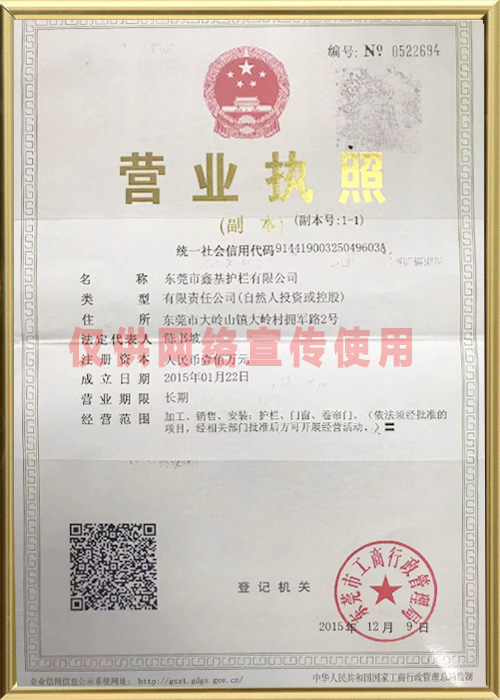 编号: № 0522694
营业执照
(副 本) (副本号:1-1)
统一社会信用代码91441900325049603A
名 称 东莞市鑫基护栏有限公司
类 型 有限责任公司(自然人投资或控股)
住 所 东莞市大岭山镇大岭村拥军路2号
法定代表人 陈书坡
仅供网络宣传使用
注册资本 人民币壹佰万元
成立日期 2015年01月22日
营业期限 长期
经营范围 加工、销售、安装:护栏、门窗、卷帘门。(依法须经批准的
项目,经相关部门批准后方可开展经营活动。)
东莞市工商行政管理局
登记机关
2015年 12月 9日
企业信用信息公示系统网址: http://gsxt.gdgs.gov.cn/
中华人民共和国国家工商行政管理总局监制